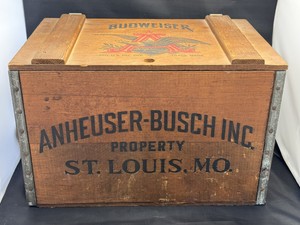 BUDWEISER
ANHEUSER-BUSCH INC.
PROPERTY
ST. LOUIS, MO.